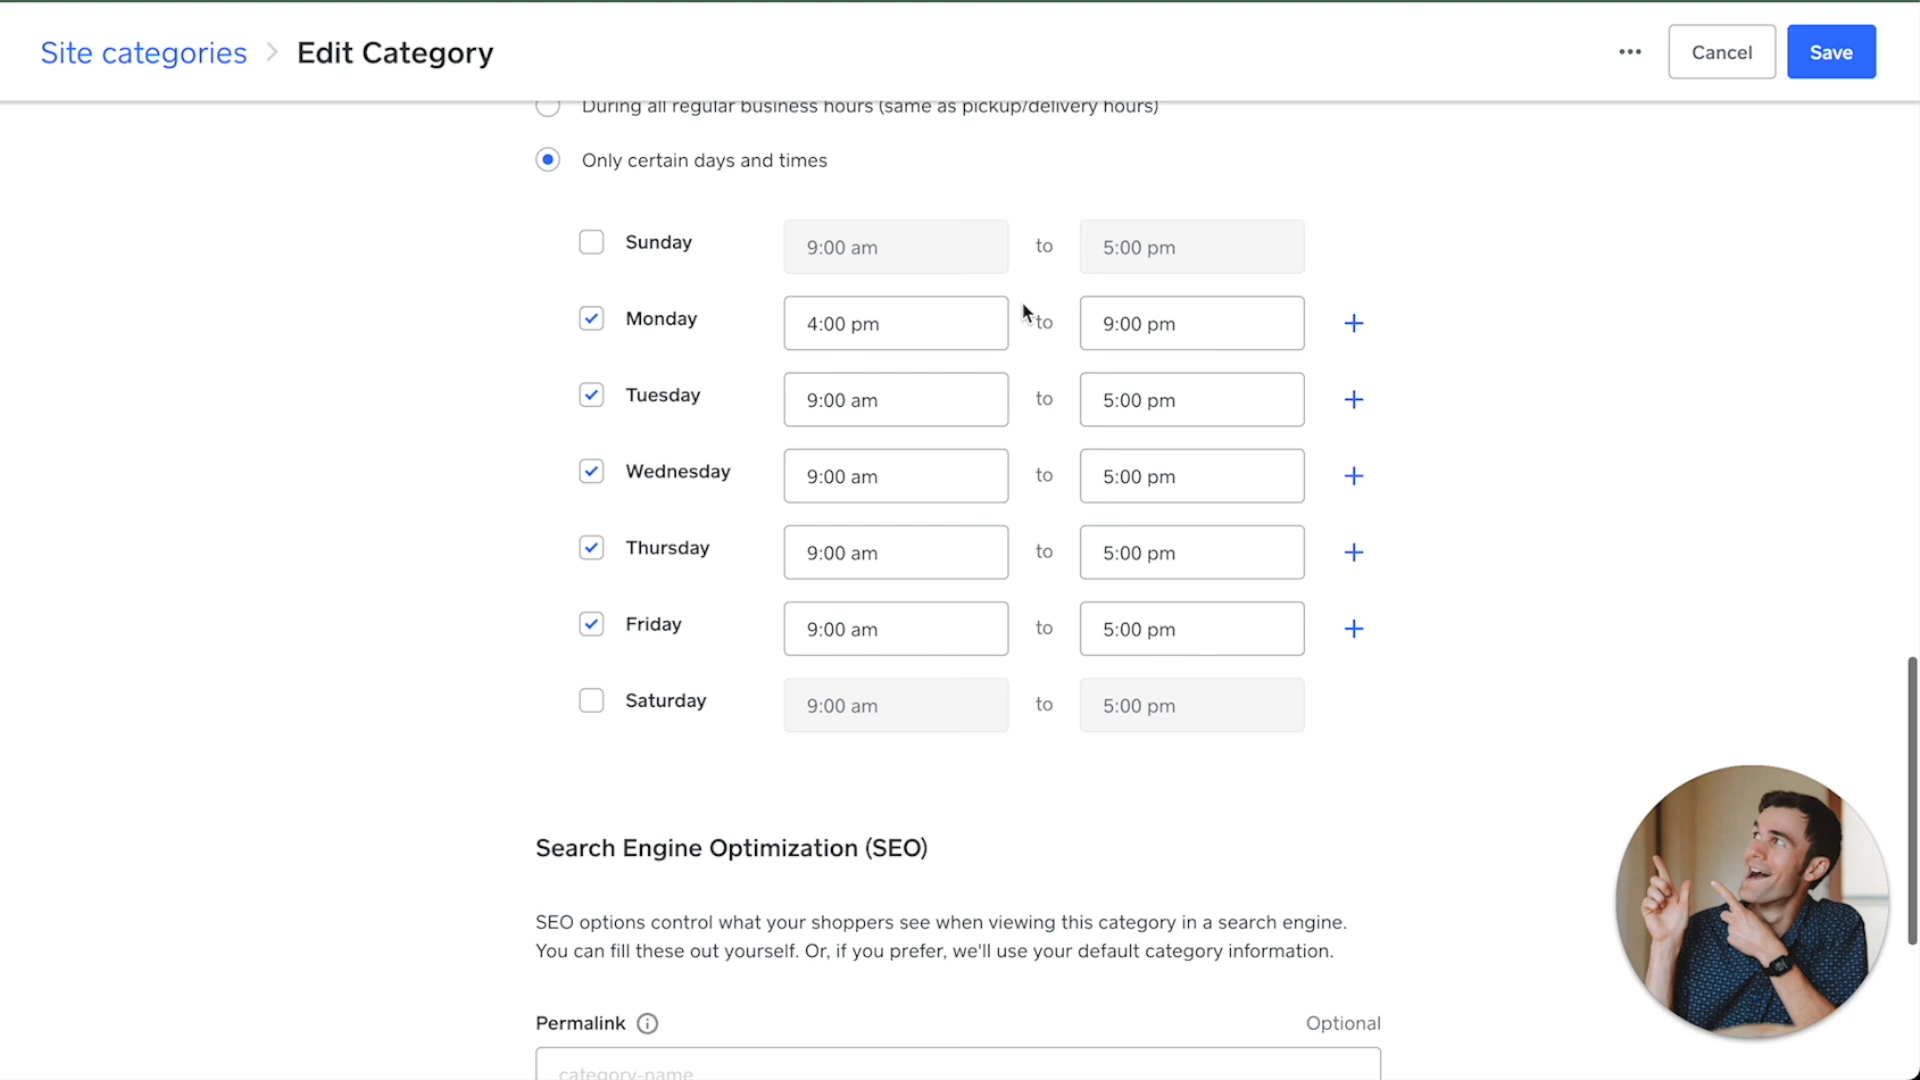 Site categories > Edit Category
Cancel
Save
During all regular business hours (same as pickup/delivery hours)
Only certain days and times
Sunday 9:00 am to 5:00 pm
Monday 4:00 pm to 9:00 pm +
Tuesday 9:00 am to 5:00 pm +
Wednesday 9:00 am to 5:00 pm +
Thursday 9:00 am to 5:00 pm +
Friday 9:00 am to 5:00 pm +
Saturday 9:00 am to 5:00 pm
Search Engine Optimization (SEO)
SEO options control what your shoppers see when viewing this category in a search engine.
You can fill these out yourself. Or, if you prefer, we'll use your default category information.
Permalink Optional
category-name